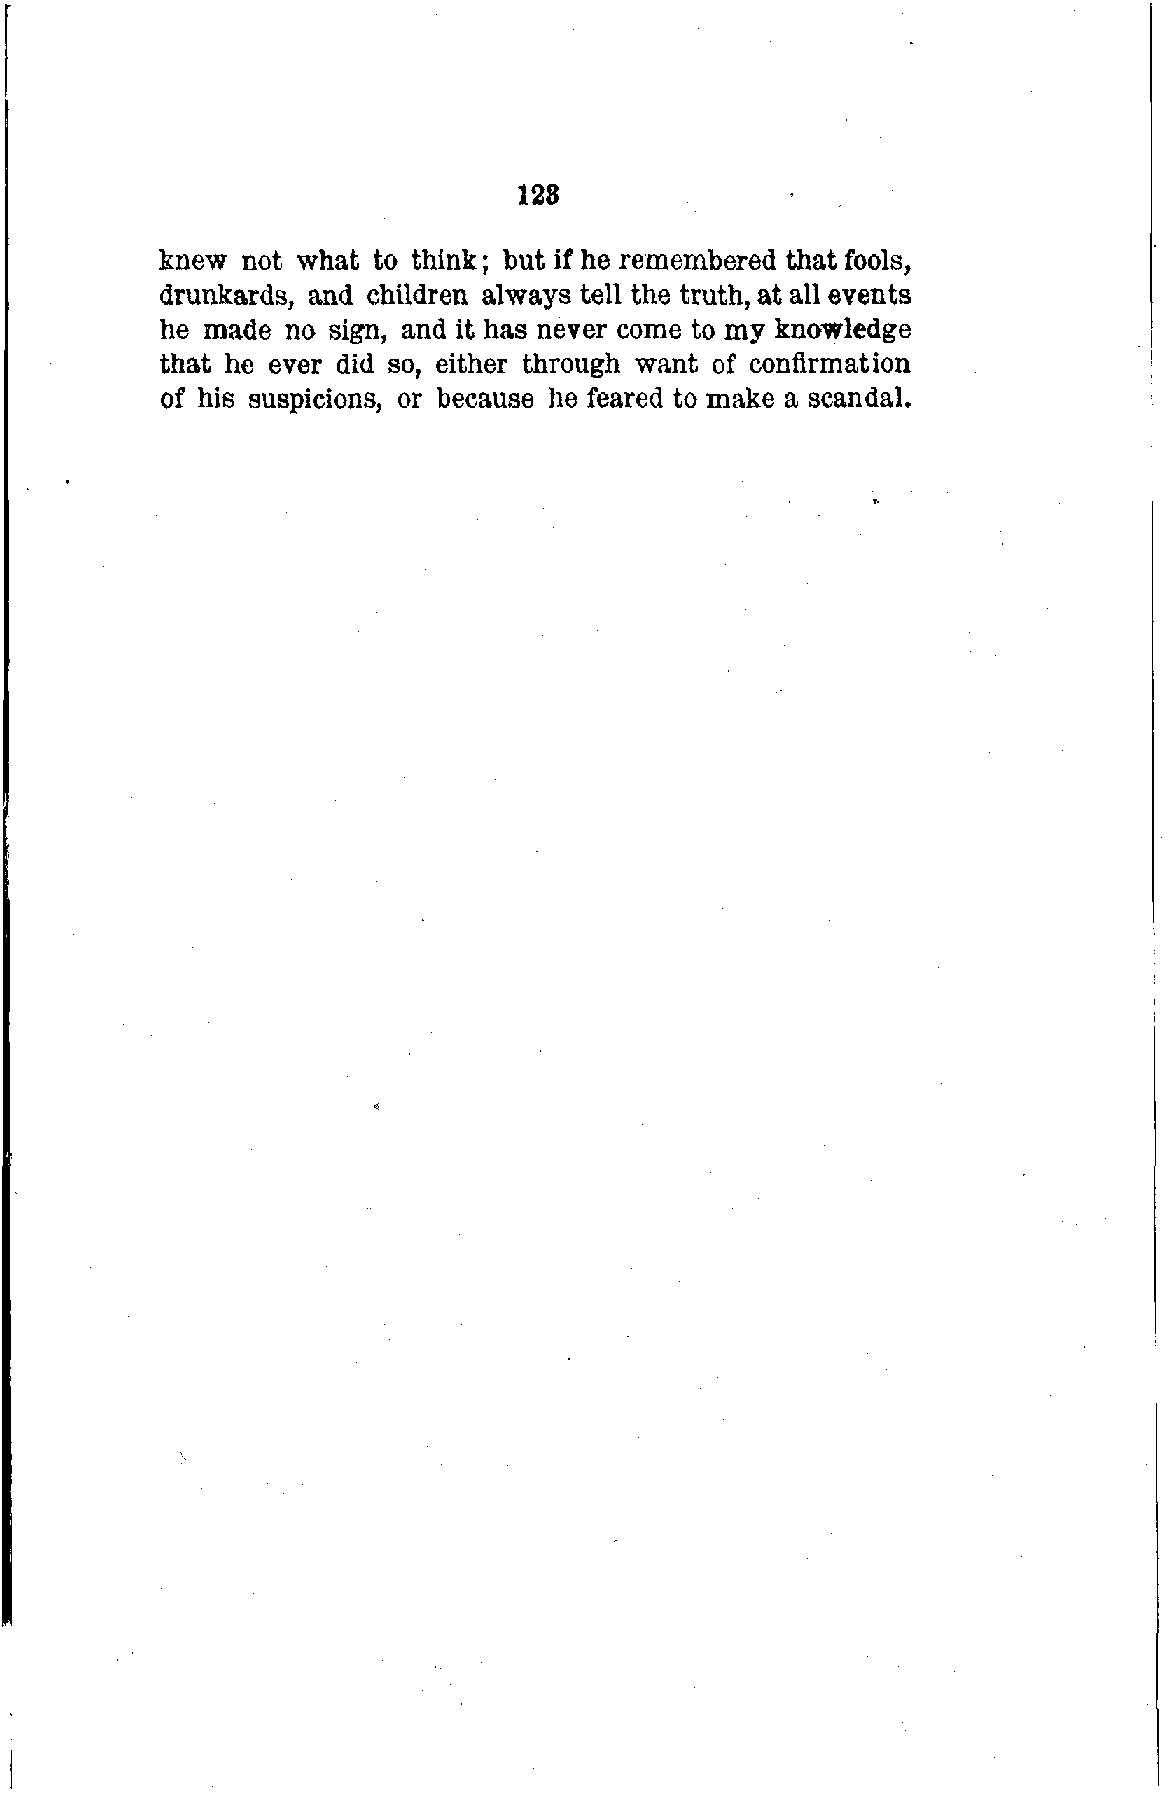 123
knew not what to think; but if he remembered that fools,
drunkards, and children always tell the truth, at all events
he made no sign, and it has never come to my knowledge
that he ever did so, either through want of confirmation
of his suspicions, or because he feared to make a scandal.